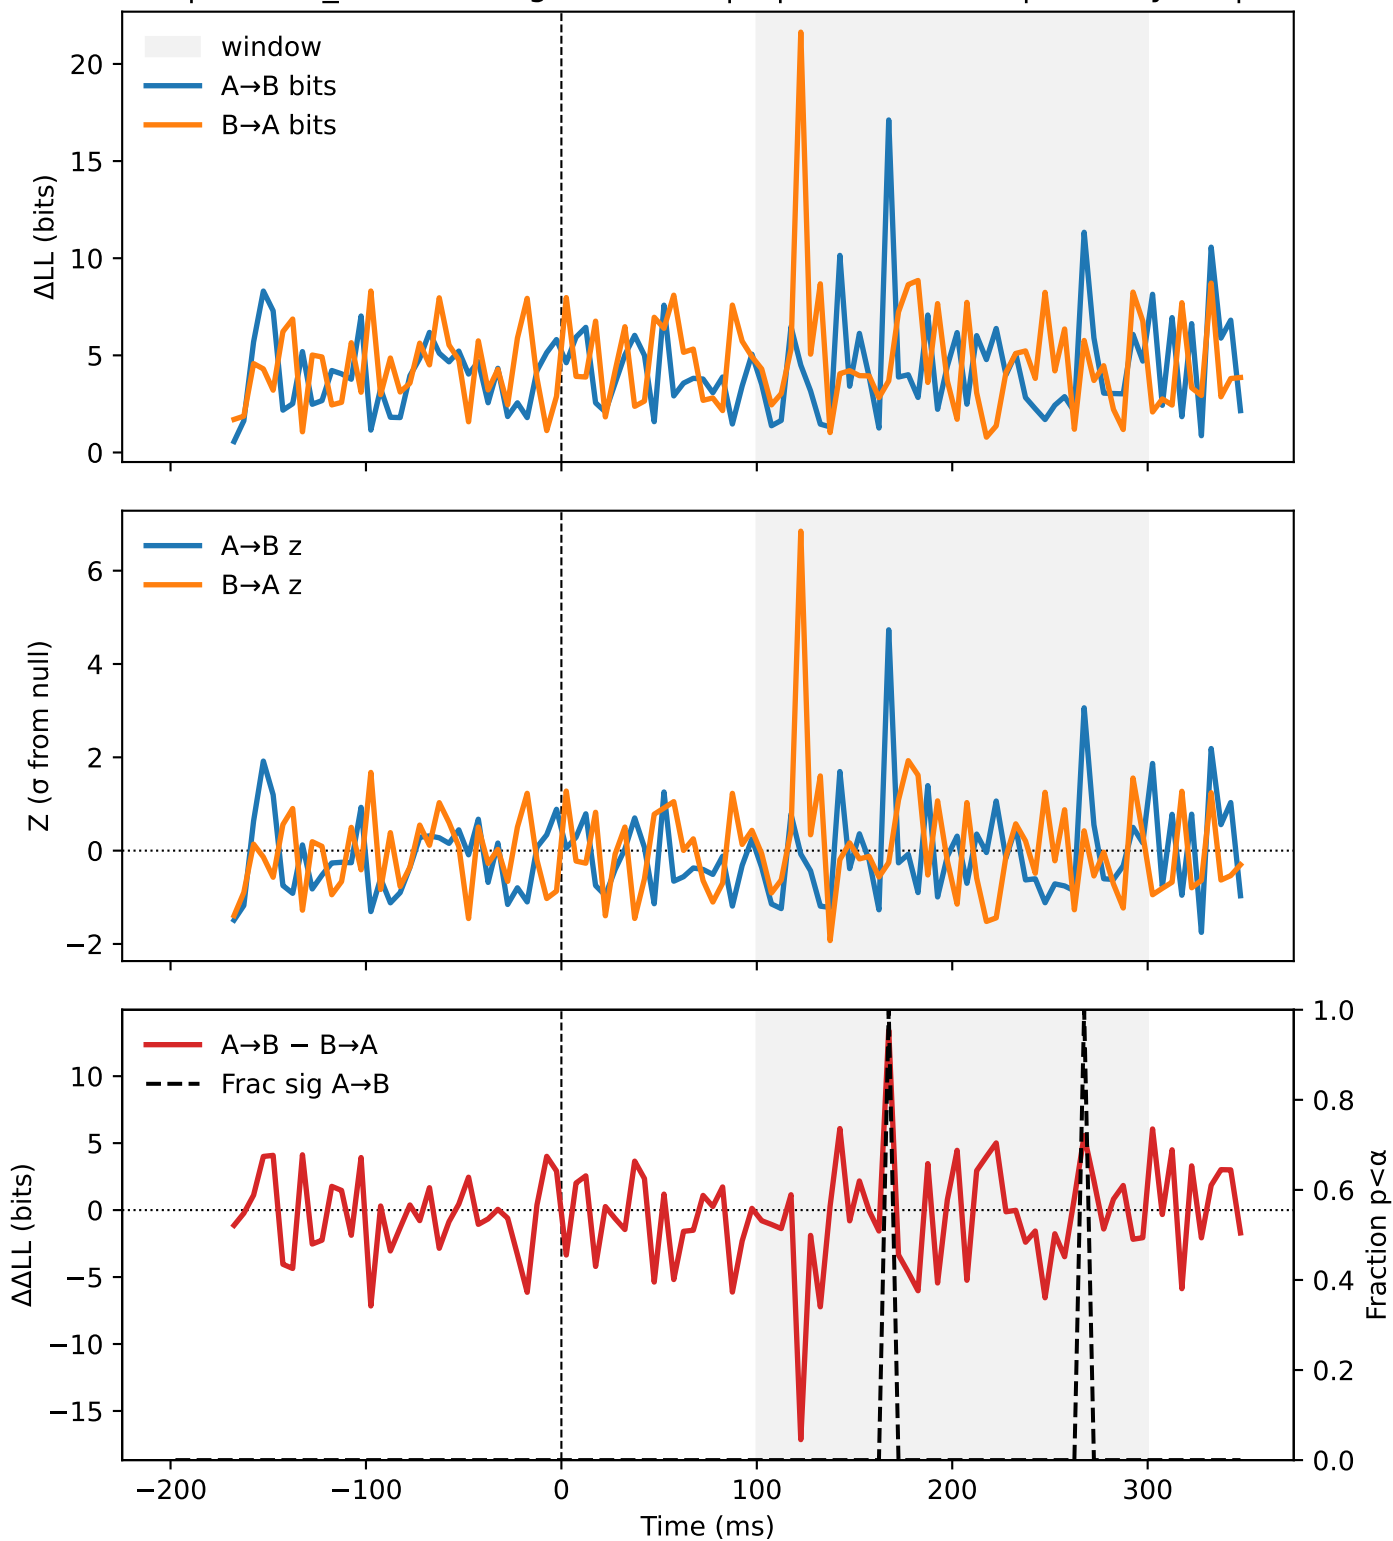 window
A→B bits
B→A bits
ΔLL (bits)
20
15
10
5
0
A→B z
B→A z
Z (σ from null)
6
4
2
0
−2
A→B − B→A
Frac sig A→B
ΔΔLL (bits)
10
5
0
−5
−10
−15
1.0
0.8
0.6
0.4
0.2
0.0
Fraction p<α
−200 −100 0 100 200 300
Time (ms)